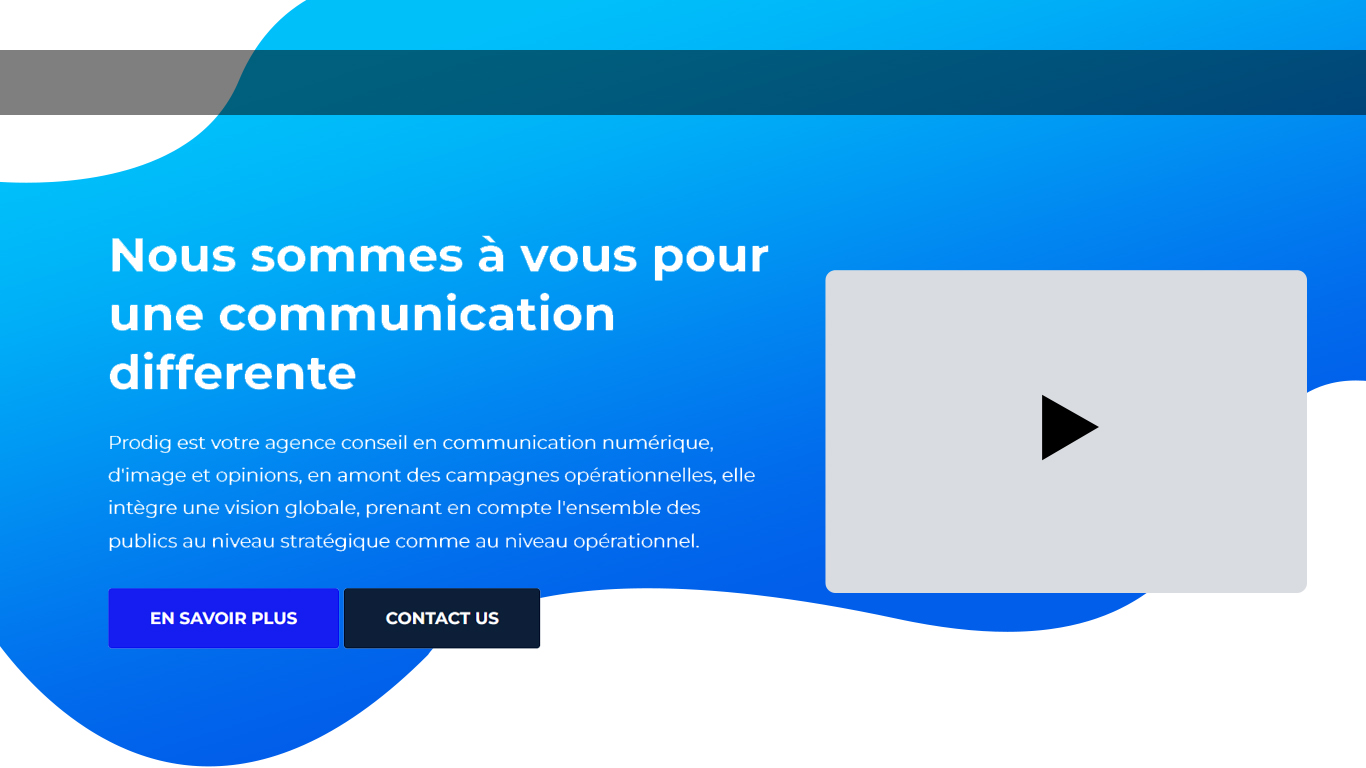 Nous sommes à vous pour
une communication
differente
Prodig est votre agence conseil en communication numérique,
d'image et opinions, en amont des campagnes opérationnelles, elle
intègre une vision globale, prenant en compte l'ensemble des
publics au niveau stratégique comme au niveau opérationnel.
EN SAVOIR PLUS
CONTACT US